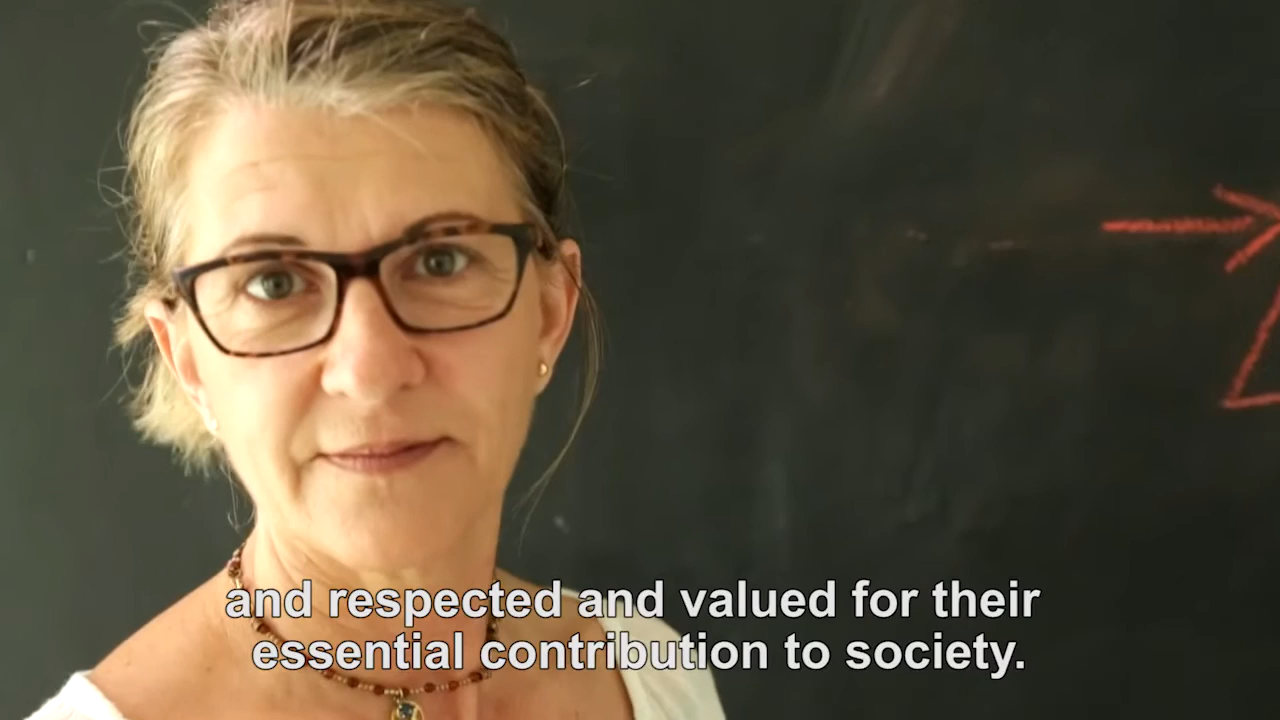 and respected and valued for their
essential contribution to society.